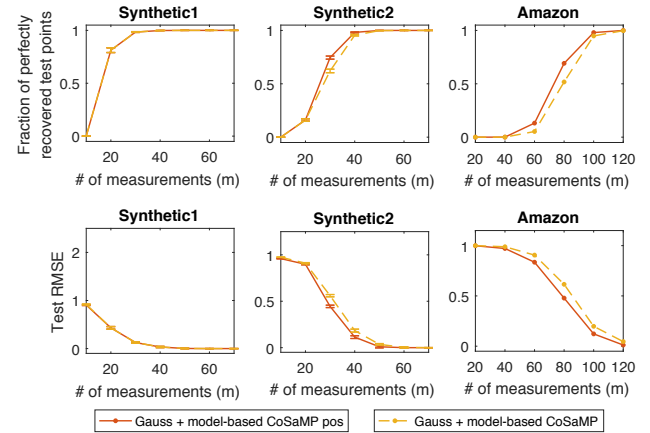 Synthetic1
Synthetic2
Amazon
Fraction of perfectly
recovered test points
1
0.5
0
20 40 60
# of measurements (m)
1
0.5
0
20 40 60
# of measurements (m)
1
0.5
0
20 40 60 80 100 120
# of measurements (m)
Synthetic1
Synthetic2
Amazon
Test RMSE
2
1
0
20 40 60
# of measurements (m)
1
0.5
0
20 40 60
# of measurements (m)
1
0.5
0
20 40 60 80 100 120
# of measurements (m)
Gauss + model-based CoSaMP pos
Gauss + model-based CoSaMP